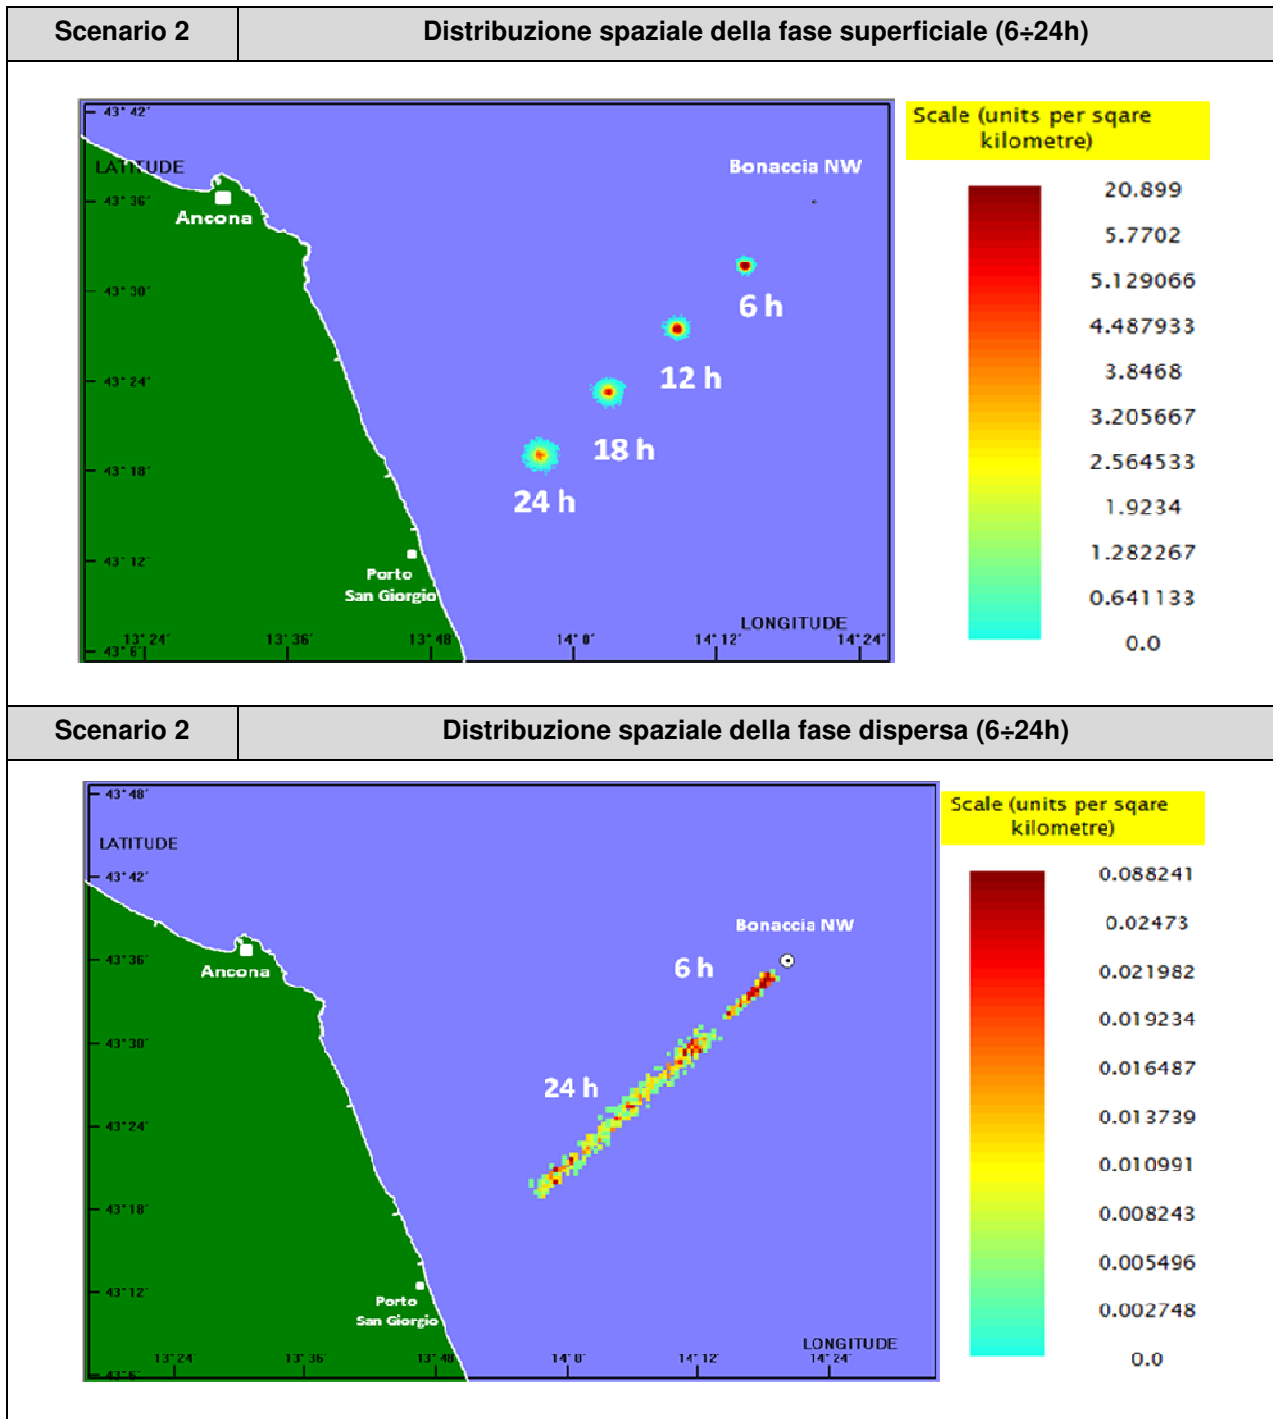 Scenario 2
Distribuzione spaziale della fase superficiale (6÷24h)
43° 42'
LATITUDE
Bonaccia NW
Ancona
43° 36'
43° 30'
6 h
12 h
43° 24'
18 h
43° 18'
24 h
43° 12'
Porto
San Giorgio
LONGITUDE
13° 24'
13° 36'
13° 48'
14° 0'
14° 12'
14° 24'
43° 6'
Scale (units per sqare
kilometre)
20.899
5.7702
5.129066
4.487933
3.8468
3.205667
2.564533
1.9234
1.282267
0.641133
0.0
Scenario 2
Distribuzione spaziale della fase dispersa (6÷24h)
43° 48'
LATITUDE
43° 42'
Bonaccia NW
43° 36'
Ancona
6 h
43° 30'
24 h
43° 24'
43° 18'
43° 12'
Porto
San Giorgio
LONGITUDE
13° 24'
13° 36'
13° 48'
14° 0'
14° 12'
14° 24'
43° 6'
Scale (units per sqare
kilometre)
0.088241
0.02473
0.021982
0.019234
0.016487
0.013739
0.010991
0.008243
0.005496
0.002748
0.0